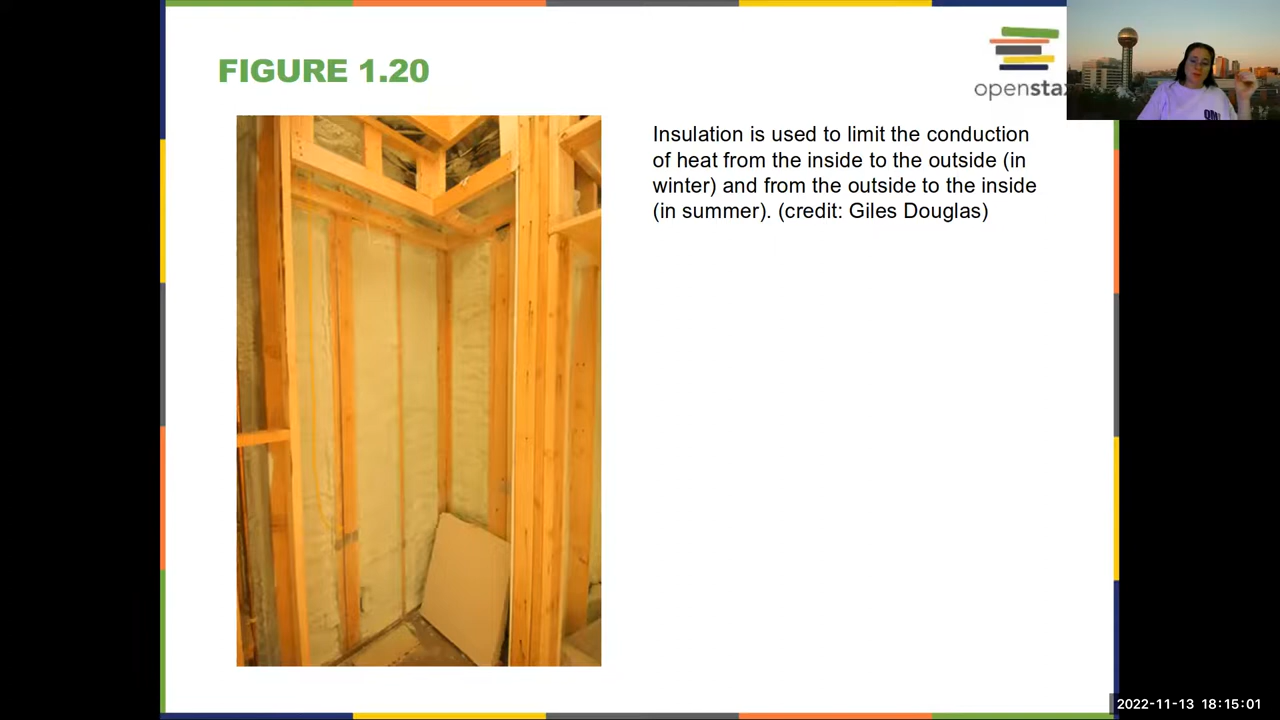 FIGURE 1.20
openstax
Insulation is used to limit the conduction
of heat from the inside to the outside (in
winter) and from the outside to the inside
(in summer). (credit: Giles Douglas)
2022-11-13 18:15:01